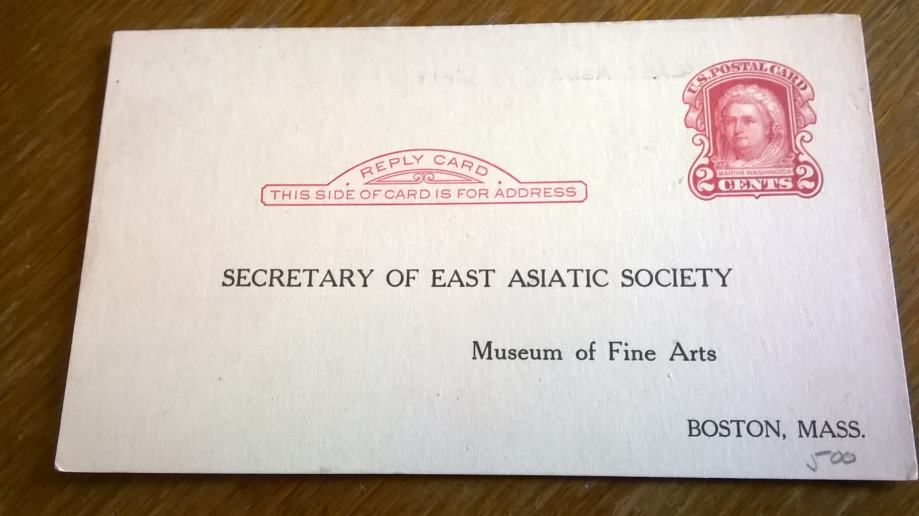 U.S. POSTAL CARD
MARTHA WASHINGTON
2 CENTS 2
REPLY CARD
THIS SIDE OF CARD IS FOR ADDRESS
SECRETARY OF EAST ASIATIC SOCIETY
Museum of Fine Arts
BOSTON, MASS.
500